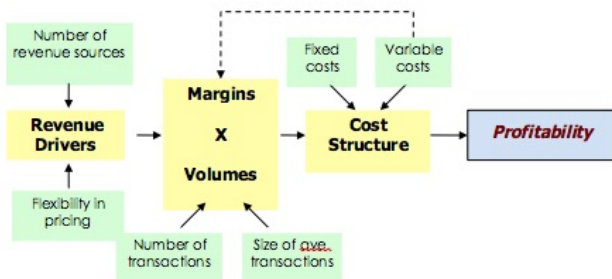 Number of
revenue sources
Fixed
costs
Variable
costs
Margins
X
Volumes
Revenue
Drivers
Cost
Structure
Profitability
Flexibility in
pricing
Number of
transactions
Size of ave.
transactions